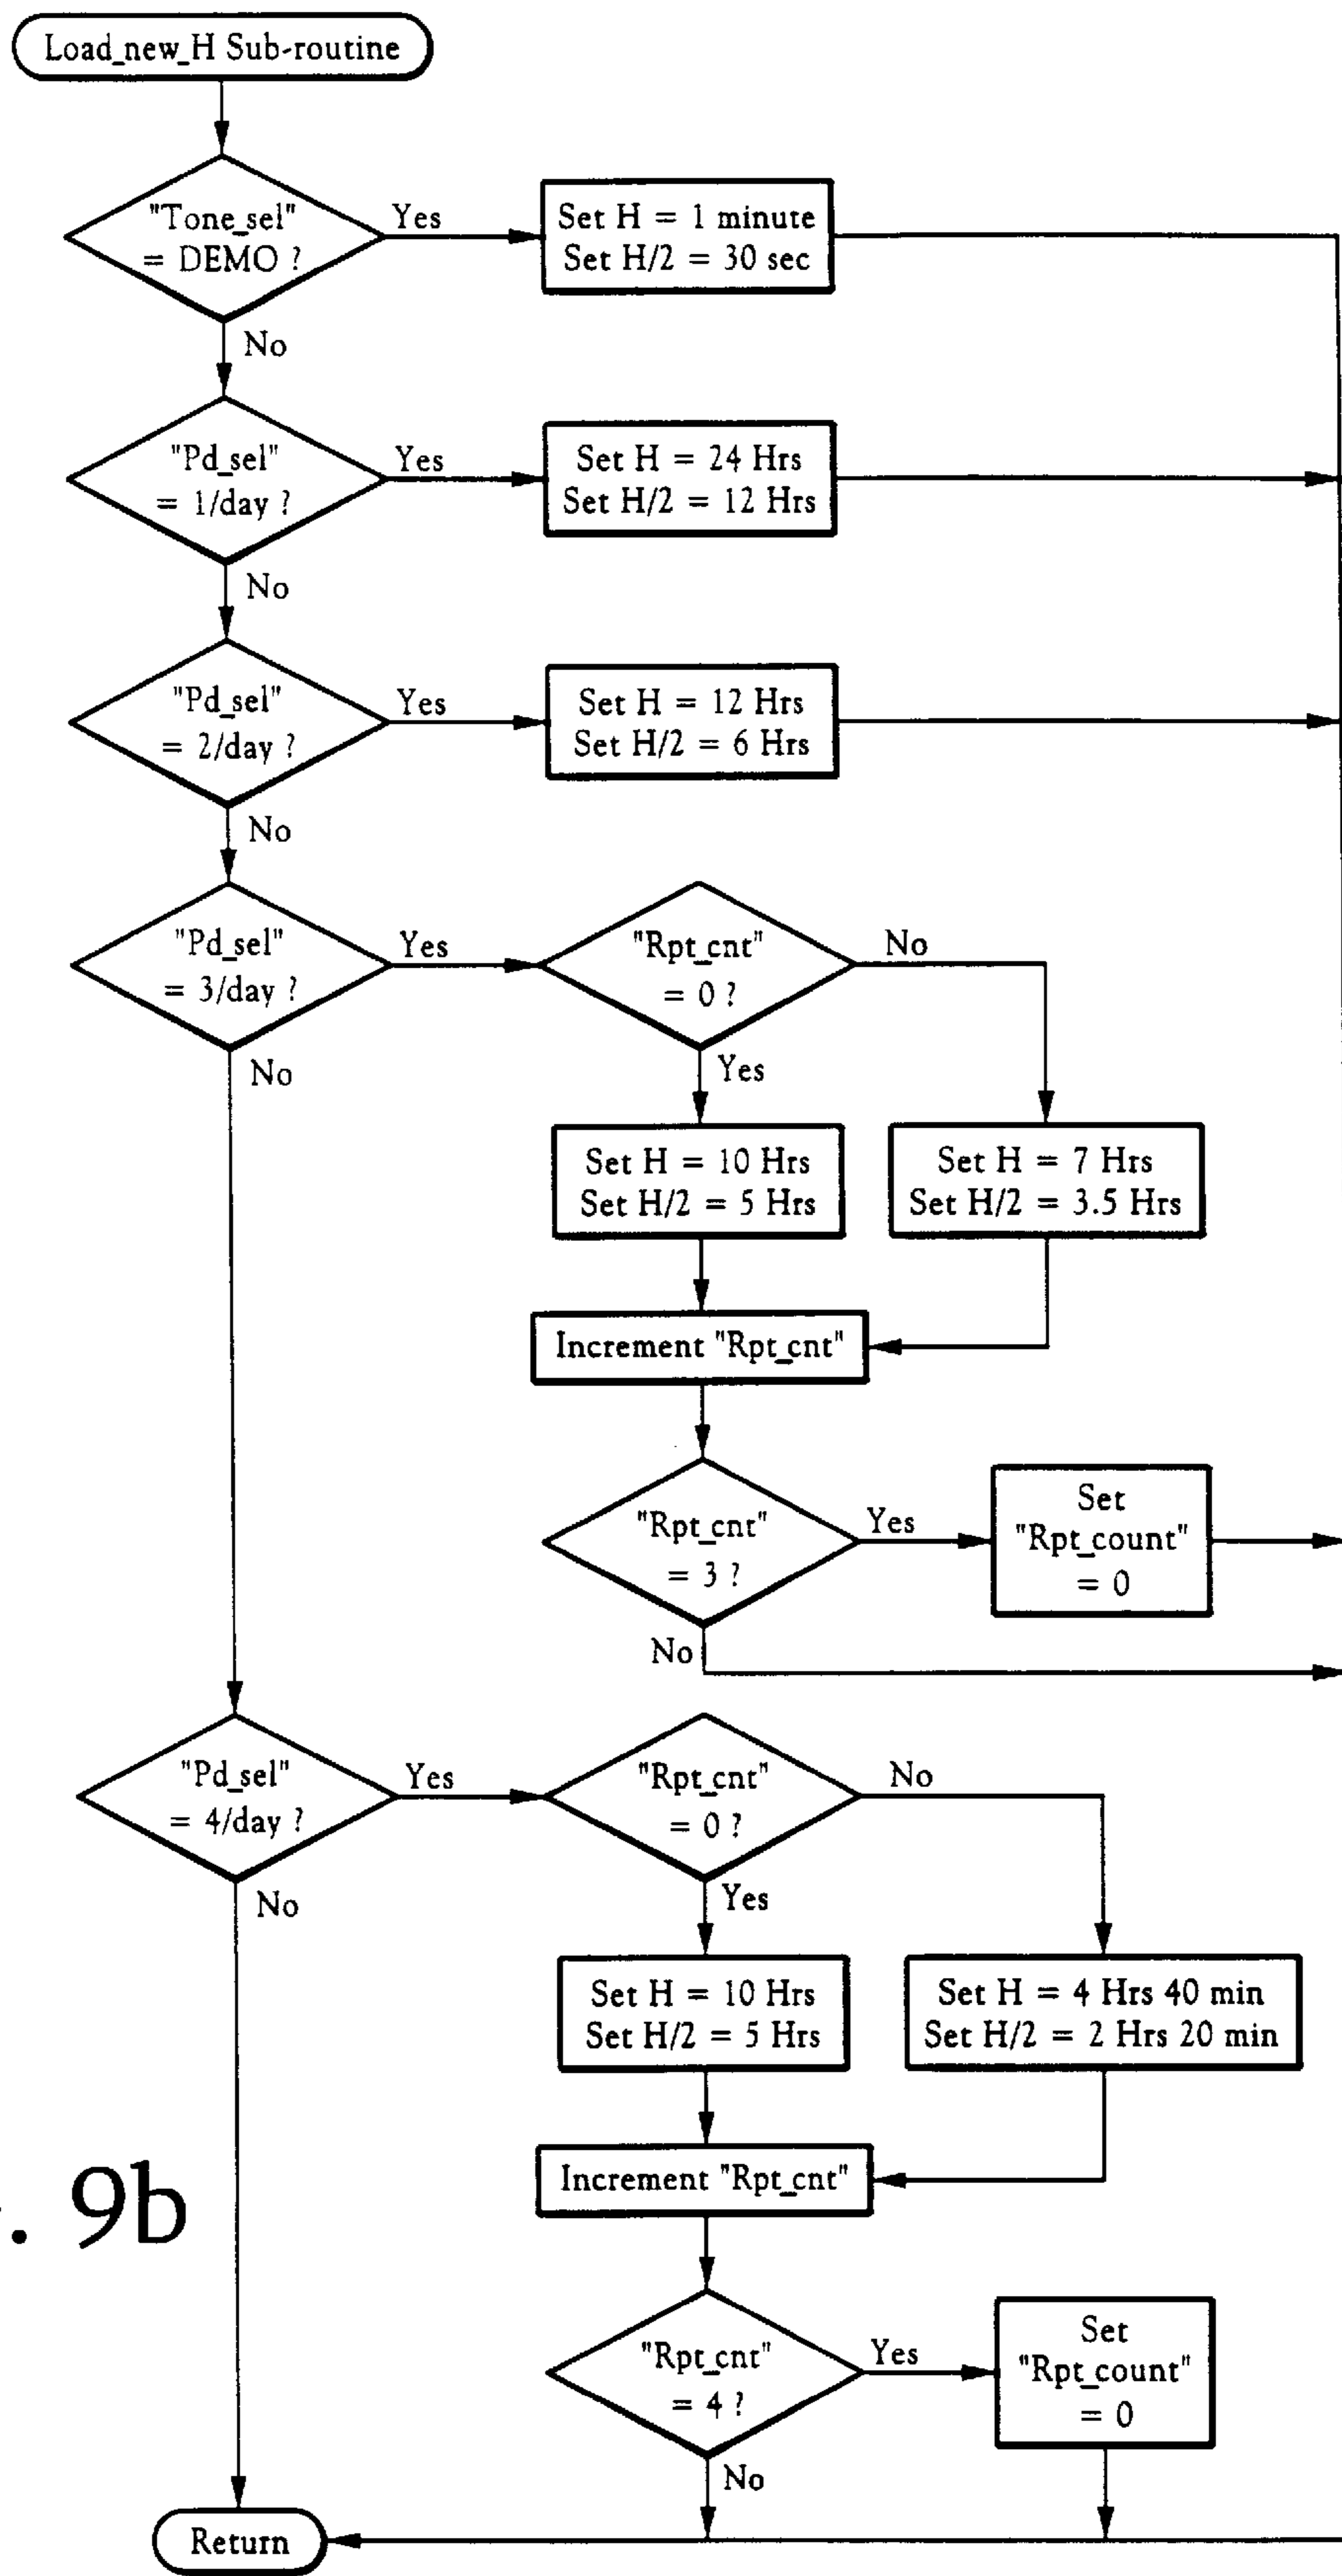 Load_new_H Sub-routine
"Tone_sel"
= DEMO ?
Yes
Set H = 1 minute
Set H/2 = 30 sec
No
"Pd_sel"
= 1/day ?
Yes
Set H = 24 Hrs
Set H/2 = 12 Hrs
No
"Pd_sel"
= 2/day ?
Yes
Set H = 12 Hrs
Set H/2 = 6 Hrs
No
"Pd_sel"
= 3/day ?
Yes
"Rpt_cnt"
= 0 ?
No
No
Yes
Set H = 10 Hrs
Set H/2 = 5 Hrs
Set H = 7 Hrs
Set H/2 = 3.5 Hrs
Increment "Rpt_cnt"
"Rpt_cnt"
= 3 ?
Yes
Set
"Rpt_count"
= 0
No
"Pd_sel"
= 4/day ?
Yes
"Rpt_cnt"
= 0 ?
No
No
Yes
Set H = 10 Hrs
Set H/2 = 5 Hrs
Set H = 4 Hrs 40 min
Set H/2 = 2 Hrs 20 min
Increment "Rpt_cnt"
. 9b
"Rpt_cnt"
= 4 ?
Yes
Set
"Rpt_count"
= 0
No
Return